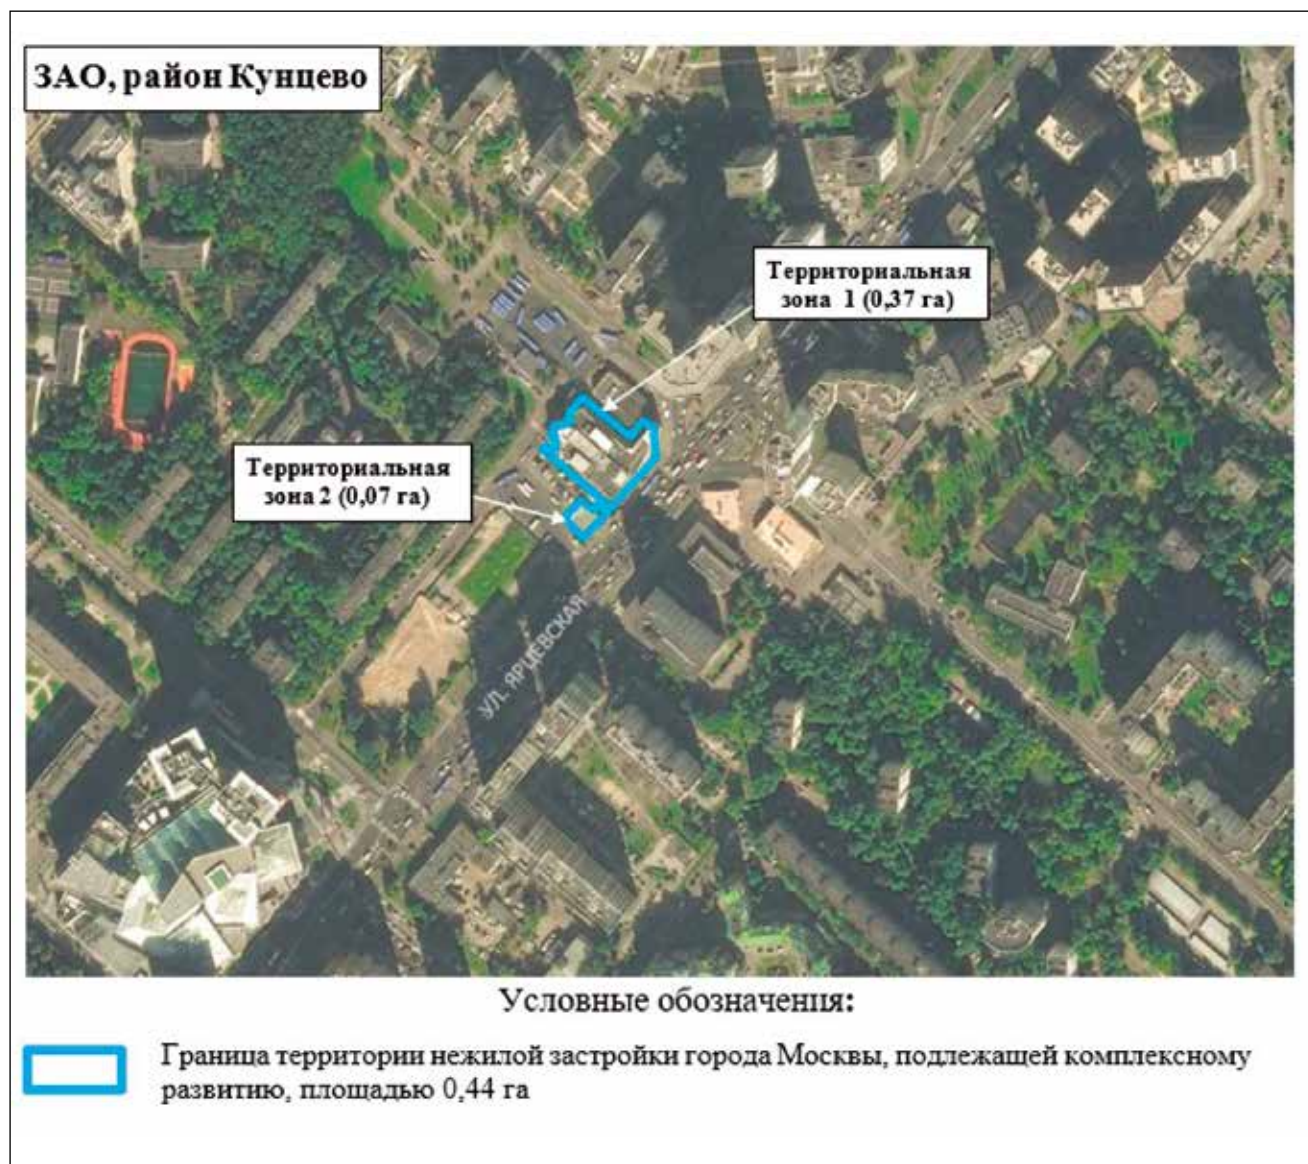 ЗАО, район Кунцево
Территориальная
зона 1 (0,37 га)
Территориальная
зона 2 (0,07 га)
УЛ. ЯРЦЕВСКАЯ
Условные обозначения:
Граница территории нежилой застройки города Москвы, подлежащей комплексному
развитию, площадью 0,44 га